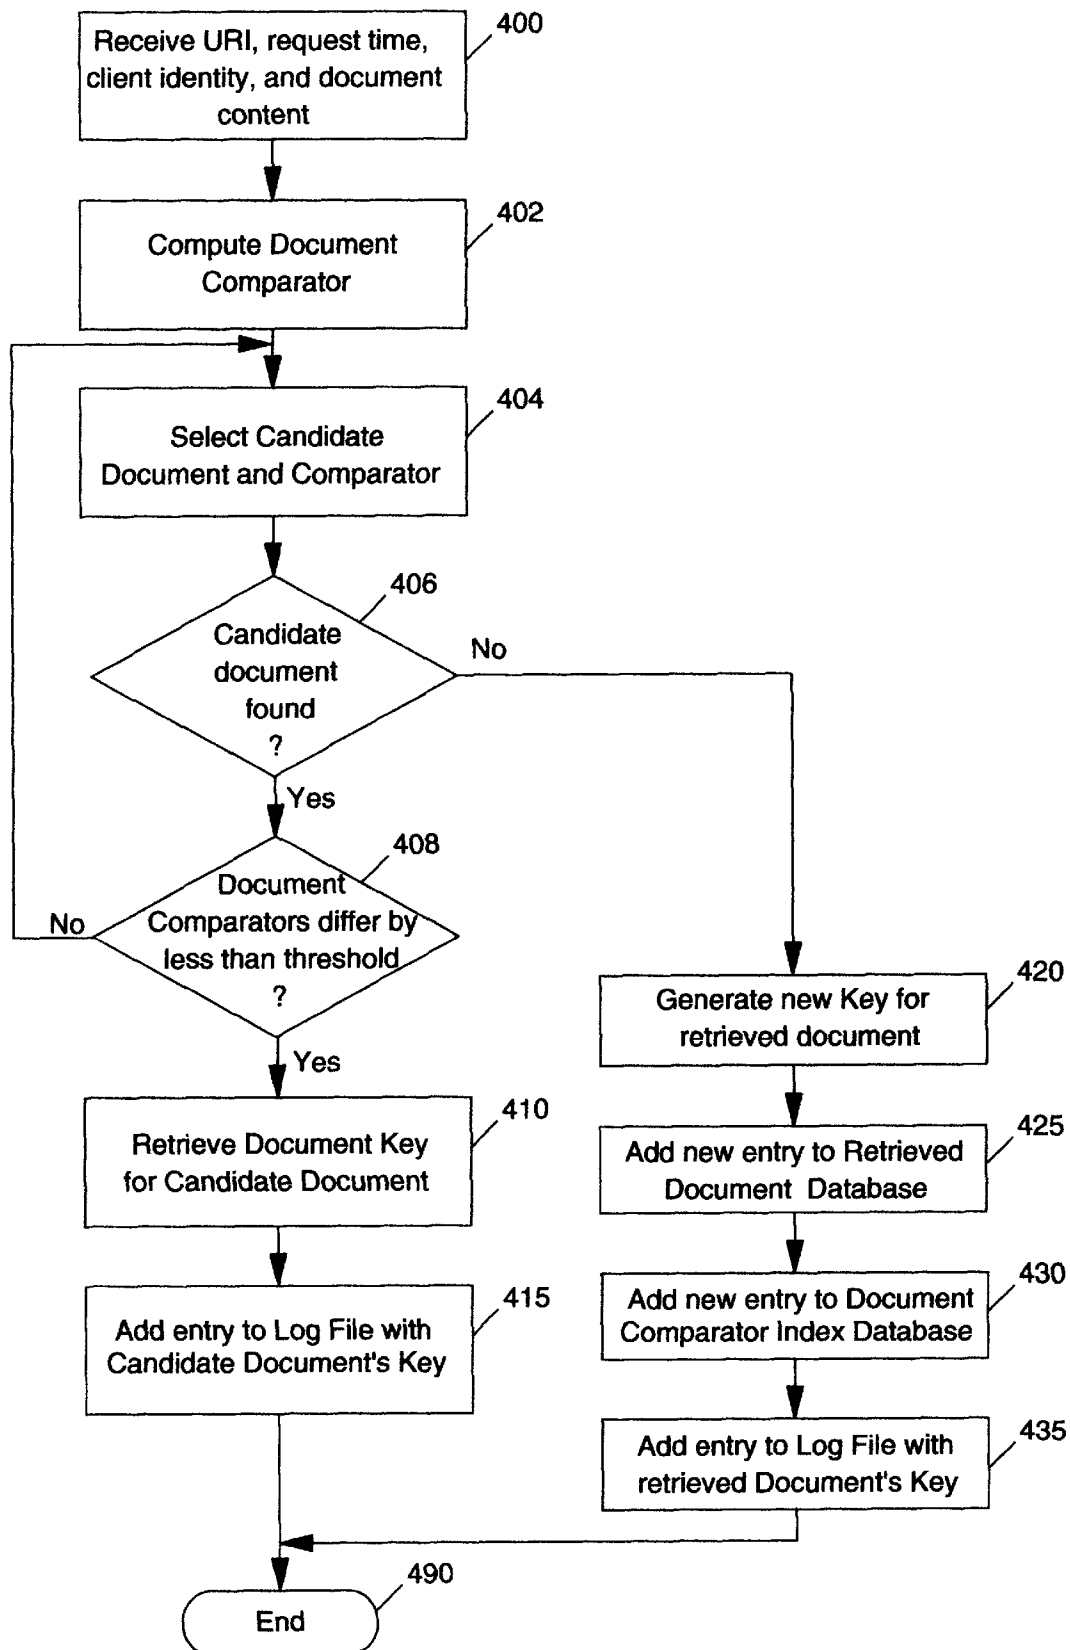 Receive URI, request time,
client identity, and document
content
400
Compute Document
Comparator
402
Select Candidate
Document and Comparator
404
Candidate
document
found
?
406
No
Yes
Document
Comparators differ by
less than threshold
?
408
No
Yes
Retrieve Document Key
for Candidate Document
410
Add entry to Log File with
Candidate Document's Key
415
Generate new Key for
retrieved document
420
Add new entry to Retrieved
Document Database
425
Add new entry to Document
Comparator Index Database
430
Add entry to Log File with
retrieved Document's Key
435
End
490